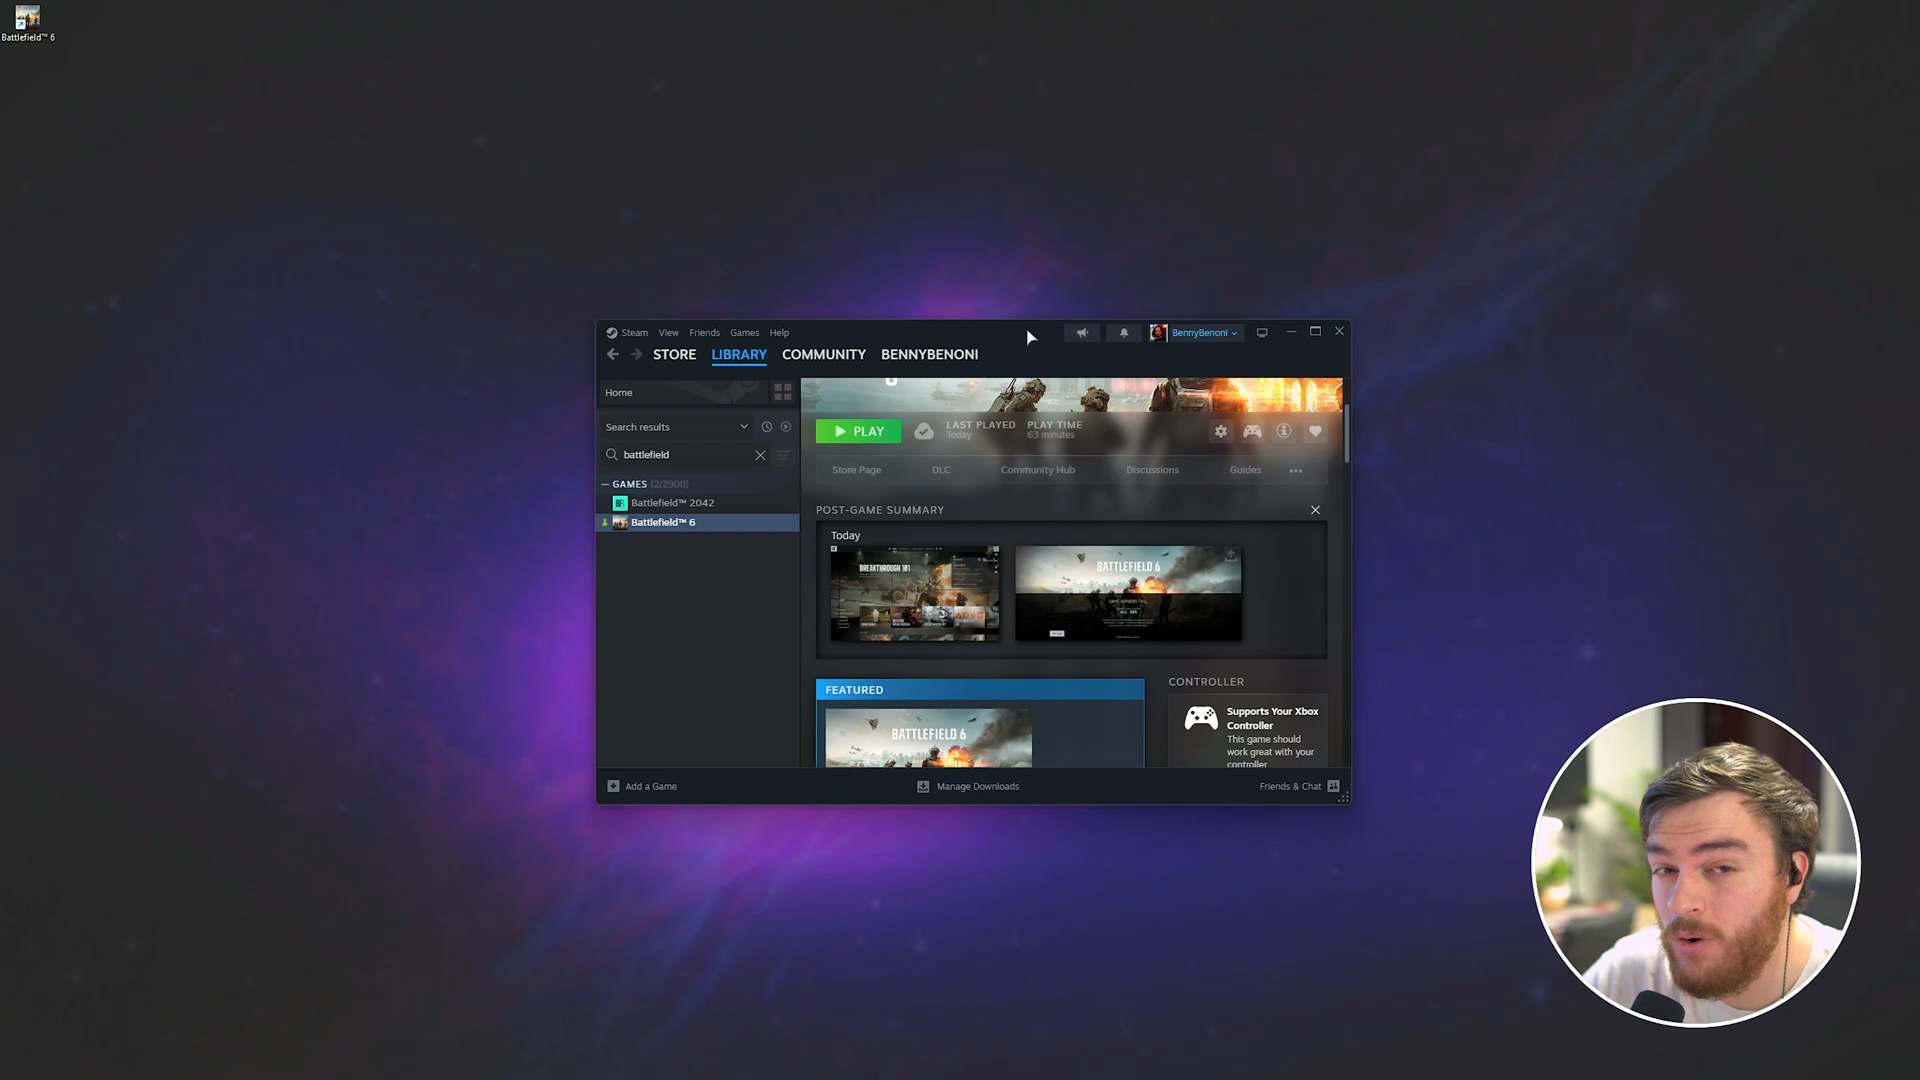 Battlefield™ 6
Steam View Friends Games Help
BennyBenoni
STORE LIBRARY COMMUNITY BENNYBENONI
Home
Search results
battlefield
GAMES (2/2900)
Battlefield™ 2042
Battlefield™ 6
PLAY
LAST PLAYED
Today
PLAY TIME
63 minutes
Store Page DLC Community Hub Discussions Guides
POST-GAME SUMMARY
Today
BREAKTHROUGH 101
BATTLEFIELD 6
FEATURED
BATTLEFIELD 6
CONTROLLER
Supports Your Xbox
Controller
This game should
work great with your
controller
Add a Game
Manage Downloads
Friends & Chat